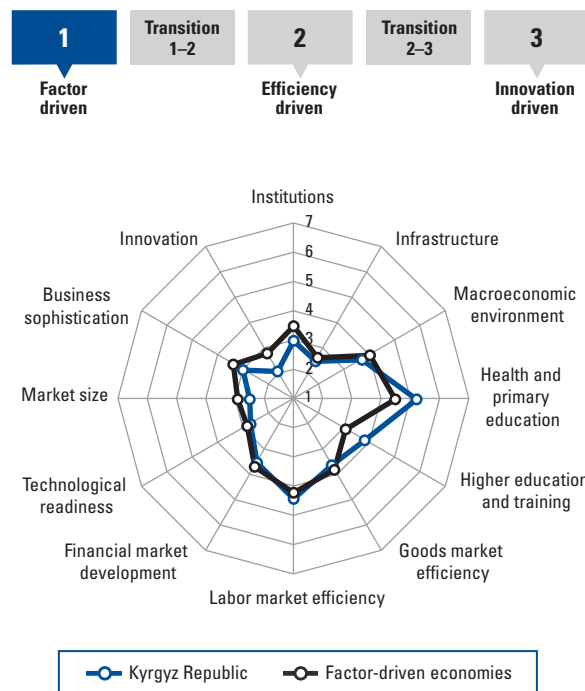 1
Transition
1–2
2
Transition
2–3
3
Factor
driven
Efficiency
driven
Innovation
driven
Institutions
Infrastructure
Macroeconomic
environment
Health and
primary
education
Higher education
and training
Goods market
efficiency
Labor market efficiency
Financial market
development
Technological
readiness
Market size
Business
sophistication
Innovation
7
6
5
4
3
2
1
Kyrgyz Republic
Factor-driven economies